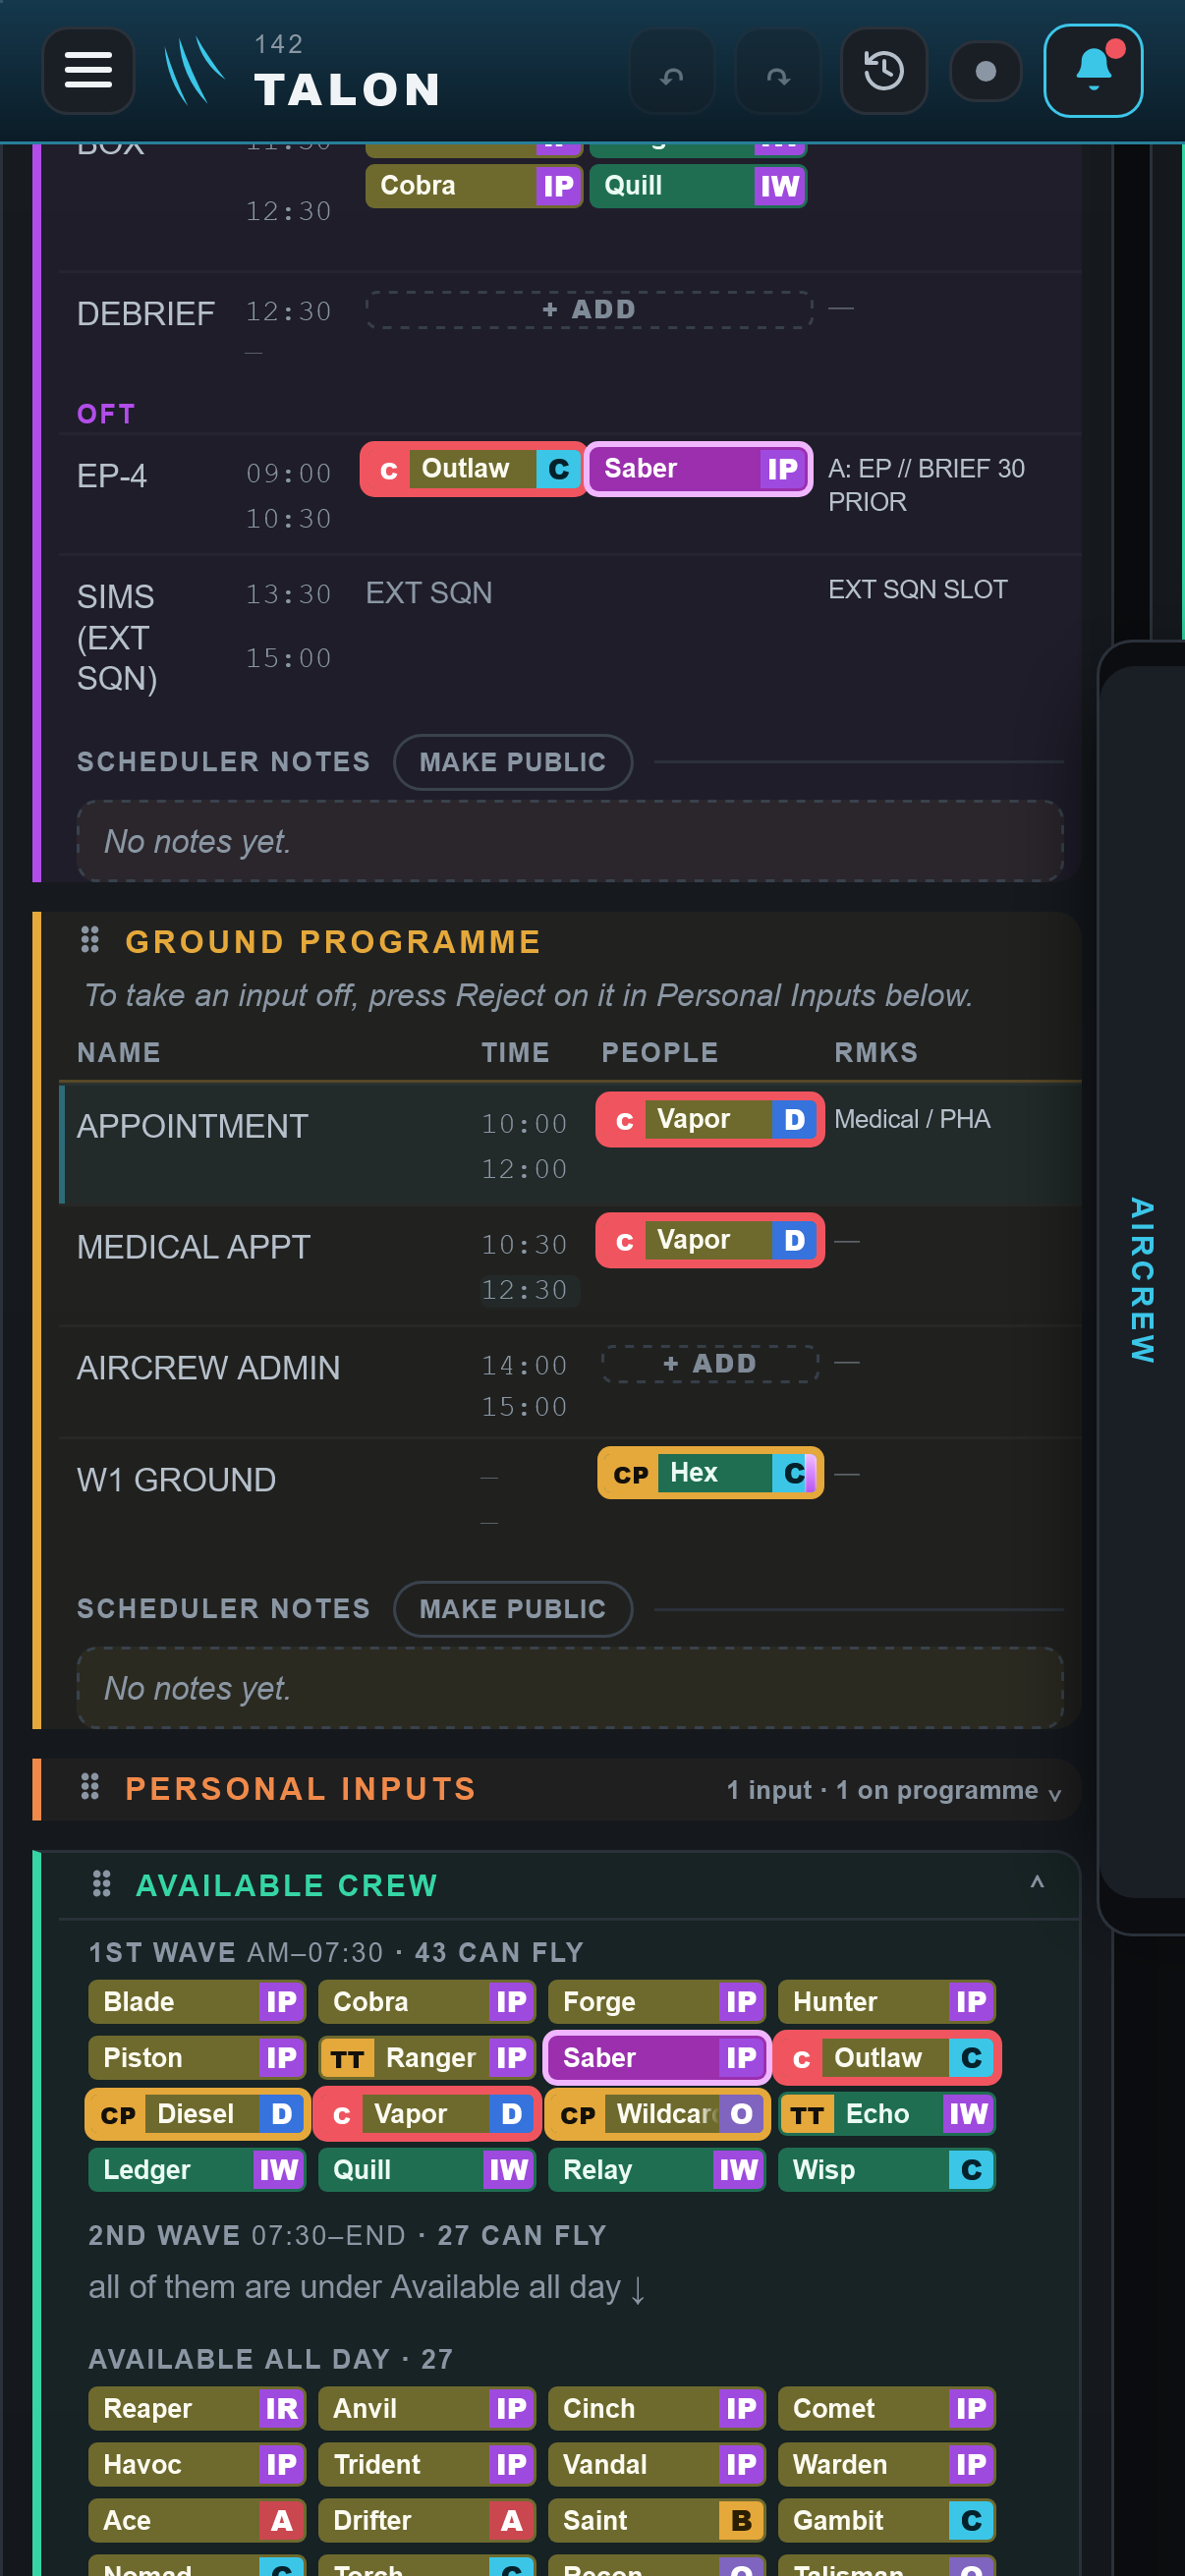 142
TALON
BOX 11:30
Cobra IP Quill IW
12:30
DEBRIEF 12:30 + ADD —
—
OFT
EP-4 09:00 C Outlaw C Saber IP A: EP // BRIEF 30
10:30 PRIOR
SIMS 13:30 EXT SQN EXT SQN SLOT
(EXT
SQN) 15:00
SCHEDULER NOTES MAKE PUBLIC
No notes yet.
GROUND PROGRAMME
To take an input off, press Reject on it in Personal Inputs below.
NAME TIME PEOPLE RMKS
APPOINTMENT 10:00 C Vapor D Medical / PHA
12:00
MEDICAL APPT 10:30 C Vapor D —
12:30
AIRCREW ADMIN 14:00 + ADD —
15:00
W1 GROUND — CP Hex C —
—
SCHEDULER NOTES MAKE PUBLIC
No notes yet.
PERSONAL INPUTS 1 input · 1 on programme
AVAILABLE CREW
1ST WAVE AM–07:30 · 43 CAN FLY
Blade IP Cobra IP Forge IP Hunter IP
Piston IP TT Ranger IP Saber IP C Outlaw C
CP Diesel D C Vapor D CP Wildcar O TT Echo IW
Ledger IW Quill IW Relay IW Wisp C
2ND WAVE 07:30–END · 27 CAN FLY
all of them are under Available all day ↓
AVAILABLE ALL DAY · 27
Reaper IR Anvil IP Cinch IP Comet IP
Havoc IP Trident IP Vandal IP Warden IP
Ace A Drifter A Saint B Gambit C
Nomad C Torch C Recon O Talisman O
AIRCREW